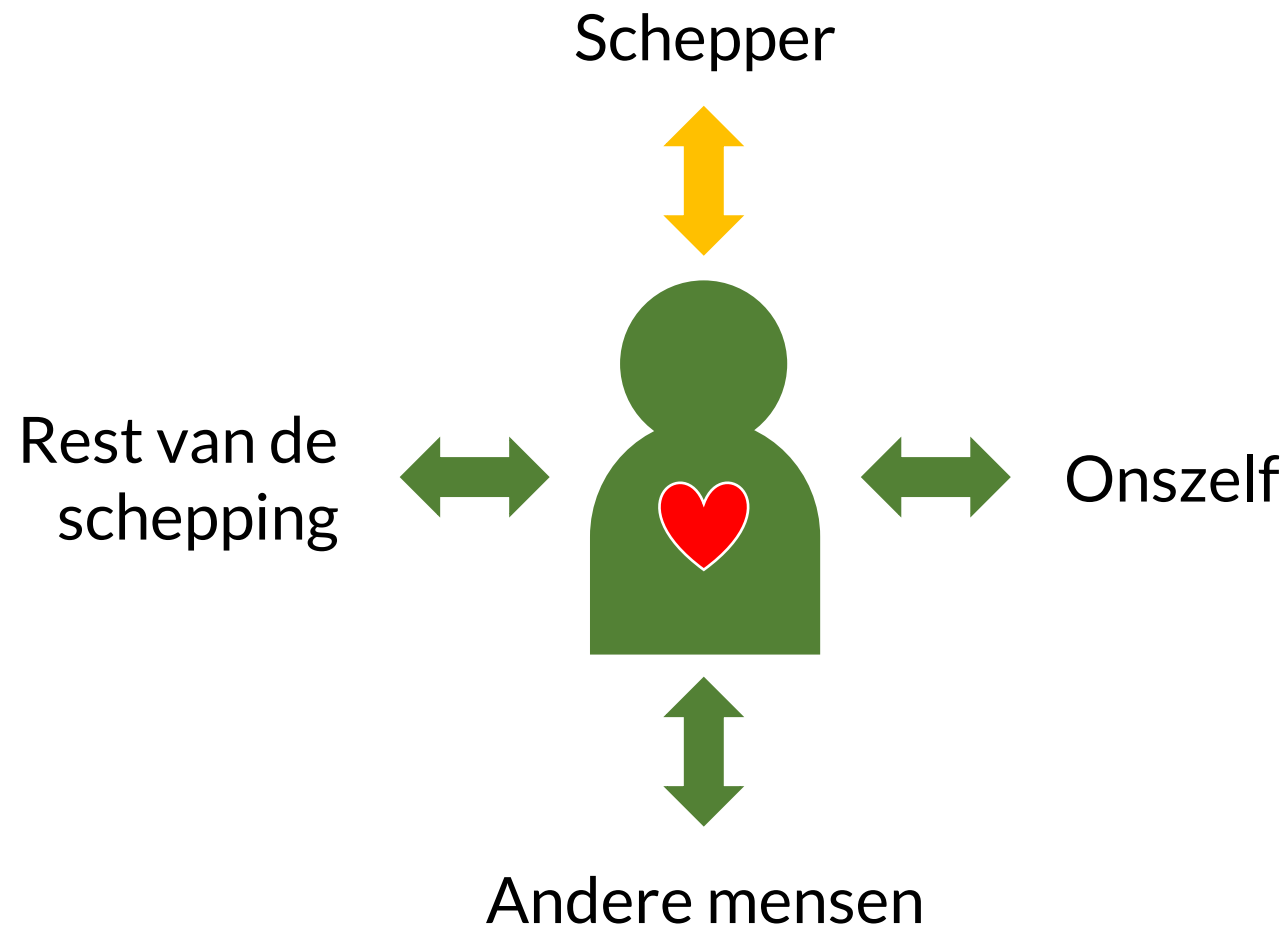 Schepper
Rest van de
schepping
Onszelf
Andere mensen